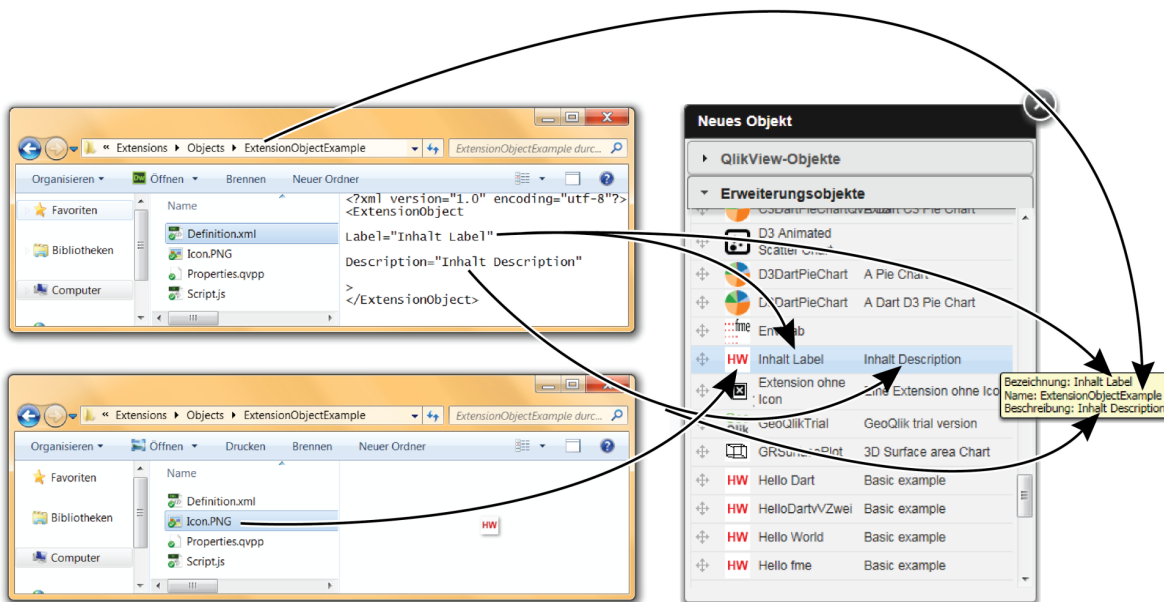 « Extensions ▸ Objects ▸ ExtensionObjectExample
ExtensionObjectExample durc...
Organisieren
Öffnen
Brennen
Neuer Ordner
Favoriten
Bibliotheken
Computer
Name
Definition.xml
Icon.PNG
Properties.qvpp
Script.js
<?xml version="1.0" encoding="utf-8"?>
<ExtensionObject
Label="Inhalt Label"
Description="Inhalt Description"
>
</ExtensionObject>
« Extensions ▸ Objects ▸ ExtensionObjectExample
ExtensionObjectExample durc...
Organisieren
Öffnen
Drucken
Brennen
Neuer Ordner
Favoriten
Bibliotheken
Computer
Name
Definition.xml
Icon.PNG
Properties.qvpp
Script.js
HW
Neues Objekt
QlikView-Objekte
Erweiterungsobjekte
D3 Animated
Scatter Chart
D3DartPieChart A Pie Chart
D3DartPieChart A Dart D3 Pie Chart
fme
HW Inhalt Label Inhalt Description
Extension ohne
Icon
Eine Extension ohne Ico
GeoQlikTrial GeoQlik trial version
3D Surface area Chart
HW Hello Dart Basic example
HW HelloDartVZwei Basic example
HW Hello World Basic example
HW Hello fme Basic example
Bezeichnung: Inhalt Label
Name: ExtensionObjectExample
Beschreibung: Inhalt Description